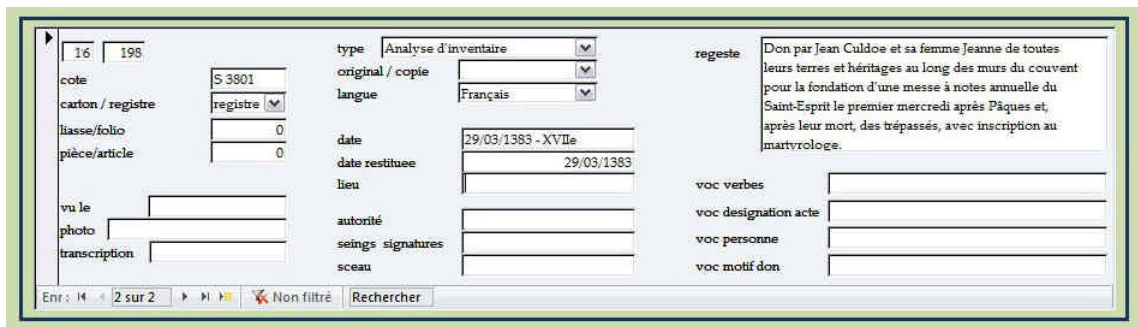 16 198
cote S 3801
carton / registre registre
liasse/folio 0
pièce/article 0
vu le
photo
transcription
type Analyse d'inventaire
original / copie
langue Français
date 29/03/1383 - XVIIe
date restituee 29/03/1383
lieu
autorité
seings signatures
sceau
regeste
Don par Jean Culdoe et sa femme Jeanne de toutes
leurs terres et héritages au long des murs du couvent
pour la fondation d'une messe à notes annuelle du
Saint-Esprit le premier mercredi après Pâques et,
après leur mort, des trépassés, avec inscription au
martyrologe.
voc verbes
voc designation acte
voc personne
voc motif don
Enr : 2 sur 2 Non filtré Rechercher